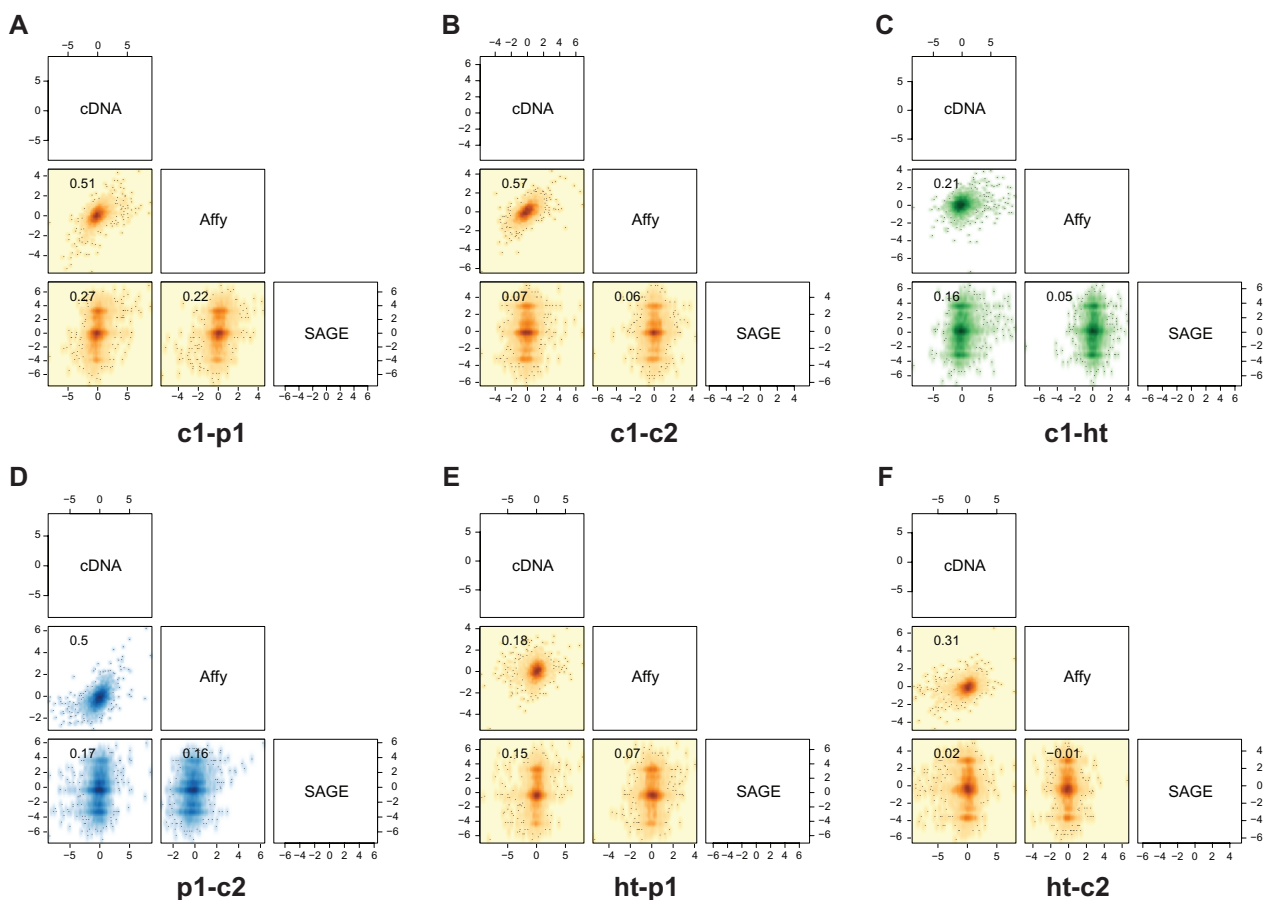 A B C
−5 0 5 −4 −2 0 2 4 6 −5 0 5
5 0 −5 cDNA 6 4 2 0 −2 −4 cDNA 5 0 −5 cDNA
4 2 0 −2 −4 0.51 Affy 6 4 2 0 −2 −4 −6 0.57 Affy 4 2 0 −2 −4 −6 0.21 Affy
6 4 2 0 −2 −4 −6 0.27 0.22 SAGE 6 4 2 0 −2 −4 −6
6 4 2 0 −2 −4 −6 0.07 0.06 SAGE 4 2 0 −2 −4 −6
6 4 2 0 −2 −4 −6 0.16 0.05 SAGE 6 4 2 0 −2 −4 −6
−5 0 5 −4 −2 0 2 4 −6 −4 −2 0 2 4 6
−4 −2 0 2 4 6 −6 −4 −2 0 2 4 −6 −4 −2 0 2 4
−5 0 5 −6 −4 −2 0 2 4 −6 −4 −2 0 2 4 6
c1-p1 c1-c2 c1-ht
D E F
−5 0 5 −5 0 5 −5 0 5
5 0 −5 cDNA 5 0 −5 cDNA 5 0 −5 cDNA
6 4 2 0 −2 0.5 Affy 4 2 0 −2 −4 0.18 Affy 6 4 2 0 −2 −4 0.31 Affy
6 4 2 0 −2 −4 −6 0.17 0.16 SAGE 6 4 2 0 −2 −4 −6
6 4 2 0 −2 −4 −6 0.15 0.07 SAGE 6 4 2 0 −2 −4 −6
4 2 0 −2 −4 −6 0.02 −0.01 SAGE 4 2 0 −2 −4 −6
−5 0 5 −2 0 2 4 6 −6 −4 −2 0 2 4 6
−5 0 5 −4 −2 0 2 4 −6 −4 −2 0 2 4 6
−5 0 5 −4 −2 0 2 4 6 −6 −4 −2 0 2 4
p1-c2 ht-p1 ht-c2